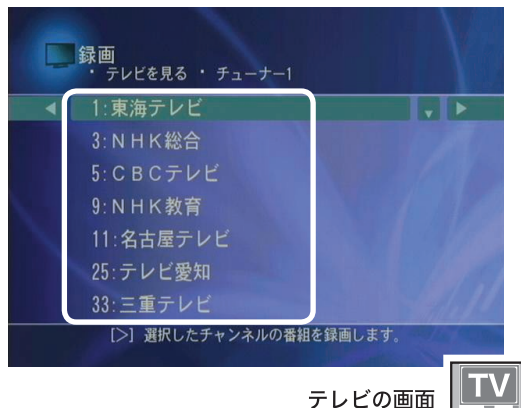 録画
・ テレビを見る ・ チューナー1
1:東海テレビ
3:NHK総合
5:CBCテレビ
9:NHK教育
11:名古屋テレビ
25:テレビ愛知
33:三重テレビ
[>] 選択したチャンネルの番組を録画します。
テレビの画面
TV